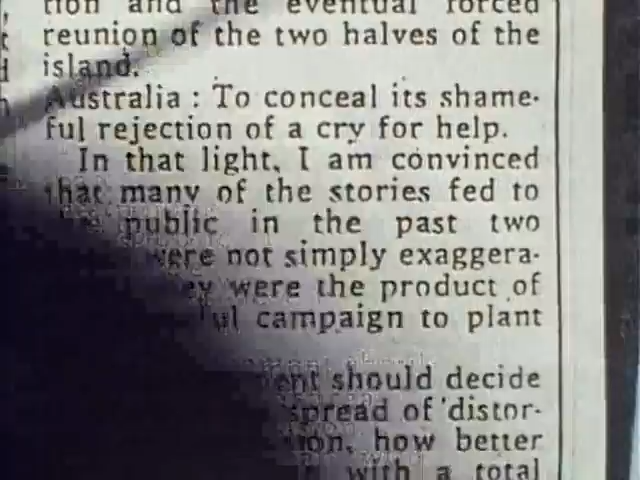 tion and the eventual forced
reunion of the two halves of the
island.
Australia : To conceal its shame-
ful rejection of a cry for help.
In that light, I am convinced
that many of the stories fed to
public in the past two
were not simply exaggera-
were the product of
campaign to plant
should decide
spread of 'distor-
how better
with a total